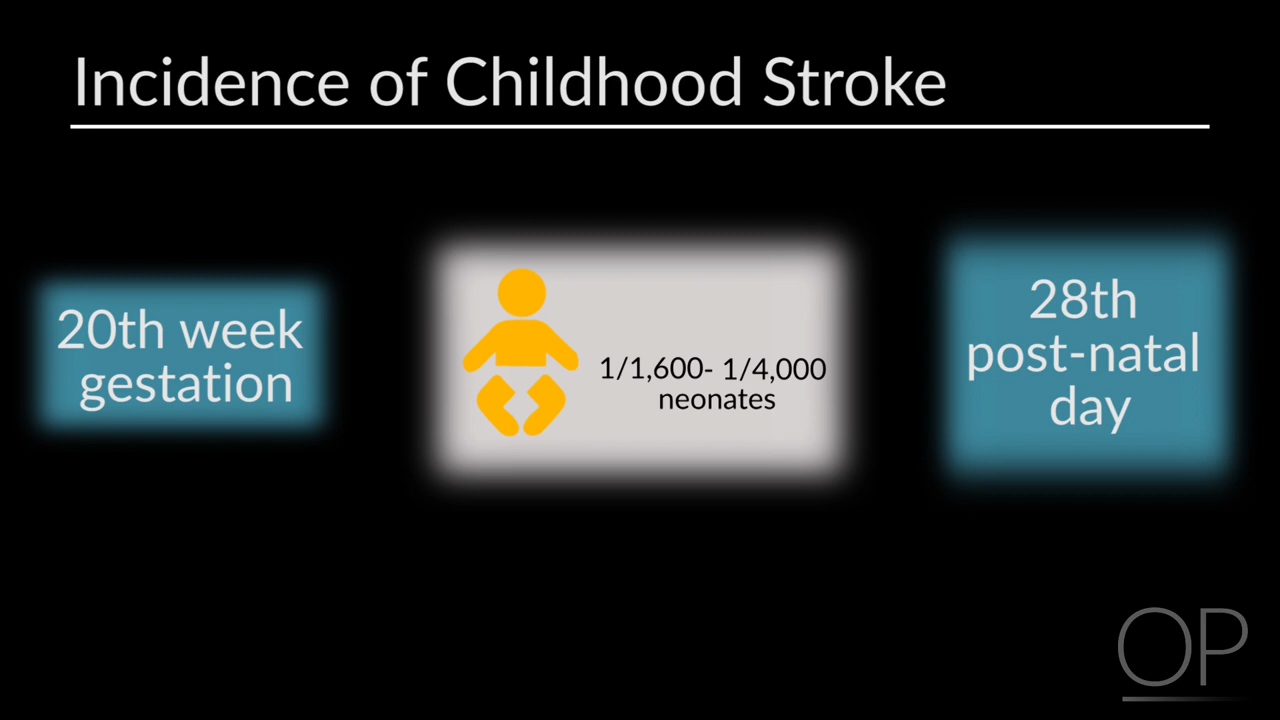 Incidence of Childhood Stroke
20th week
gestation
1/1,600- 1/4,000
neonates
28th
post-natal
day
OP